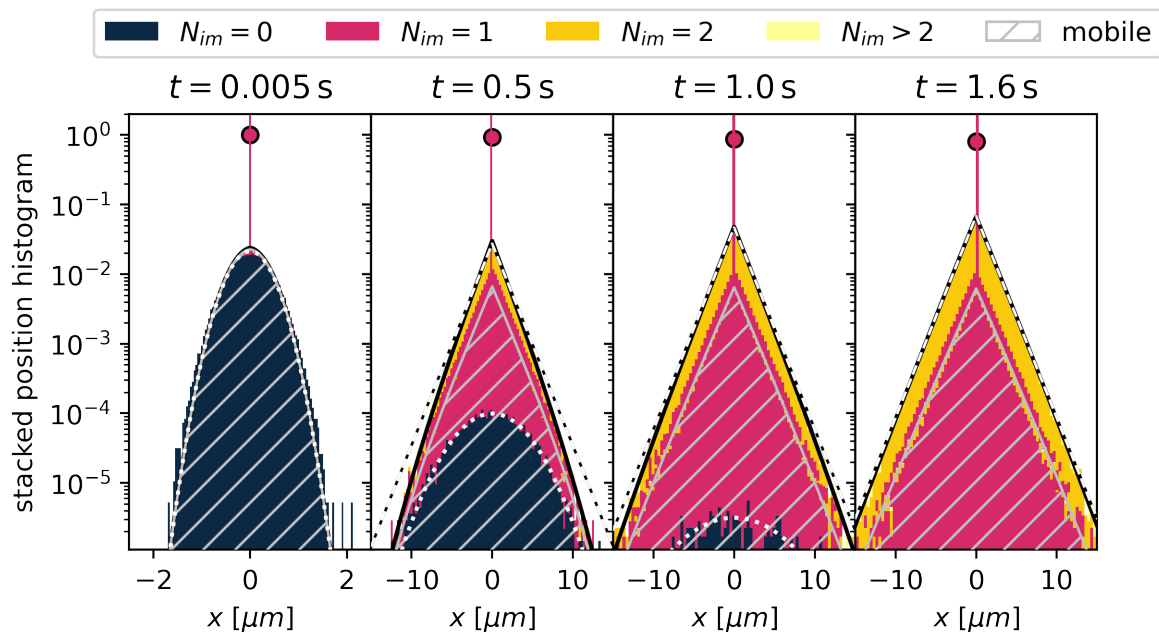 N_{im} = 0 N_{im} = 1 N_{im} = 2 N_{im} > 2 mobile
t = 0.005 s t = 0.5 s t = 1.0 s t = 1.6 s
stacked position histogram
10^0
10^{-1}
10^{-2}
10^{-3}
10^{-4}
10^{-5}
−2 0 2 −10 0 10 −10 0 10 −10 0 10
x [μm] x [μm] x [μm] x [μm]